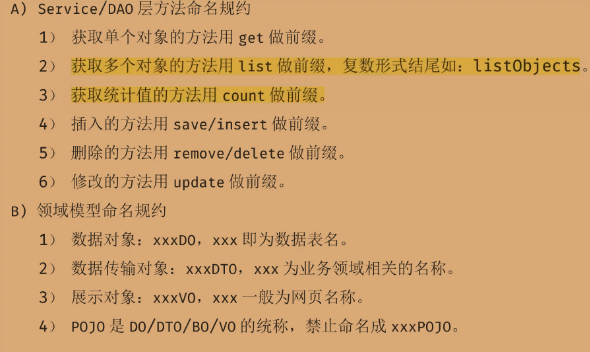 A) Service/DAO 层方法命名规约
1） 获取单个对象的方法用 get 做前缀。
2） 获取多个对象的方法用 list 做前缀，复数形式结尾如：listObjects。
3） 获取统计值的方法用 count 做前缀。
4） 插入的方法用 save/insert 做前缀。
5） 删除的方法用 remove/delete 做前缀。
6） 修改的方法用 update 做前缀。
B) 领域模型命名规约
1） 数据对象：xxxDO，xxx 即为数据表名。
2） 数据传输对象：xxxDTO，xxx 为业务领域相关的名称。
3） 展示对象：xxxVO，xxx 一般为网页名称。
4） POJO 是 DO/DTO/BO/VO 的统称，禁止命名成 xxxPOJO。